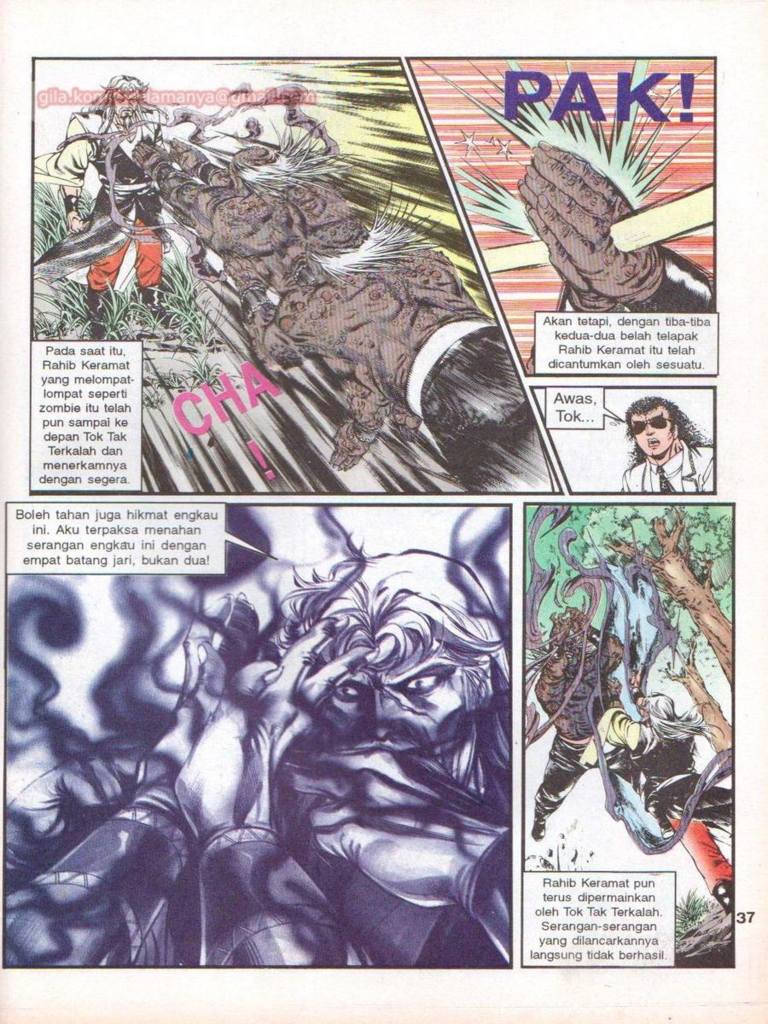 PAK!
Pada saat itu,
Rahib Keramat
yang melompat-
lompat seperti
zombie itu telah
pun sampai ke
depan Tok Tak
Terkalah dan
menerkamnya
dengan segera.
CHA
!
Akan tetapi, dengan tiba-tiba
kedua-dua belah telapak
Rahib Keramat itu telah
dicantumkan oleh sesuatu.
Awas,
Tok...
Boleh tahan juga hikmat engkau
ini. Aku terpaksa menahan
serangan engkau ini dengan
empat batang jari, bukan dua!
Rahib Keramat pun
terus dipermainkan
oleh Tok Tak Terkalah.
Serangan-serangan
yang dilancarkannya
langsung tidak berhasil.
37